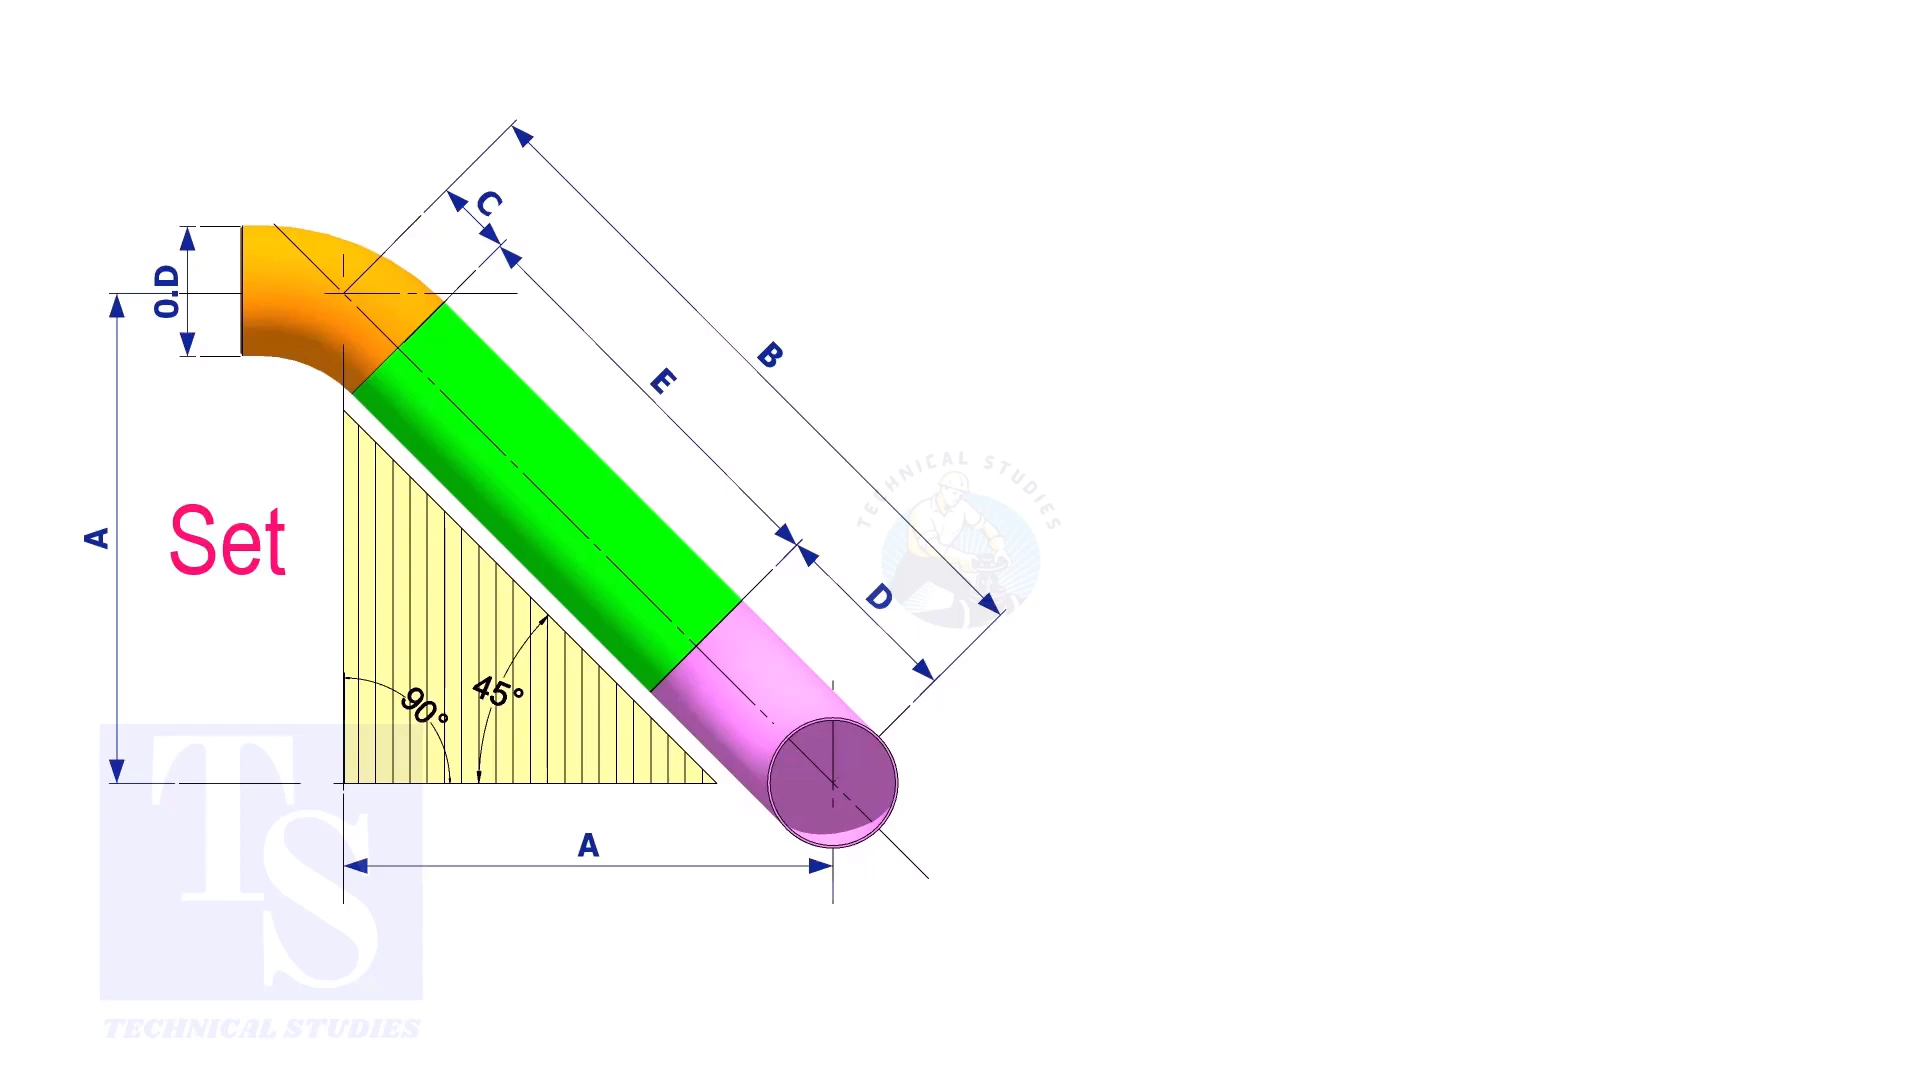 C
O.D
B
E
TECHNICAL STUDIES
A
Set
D
45°
90°
A
TS
TECHNICAL STUDIES